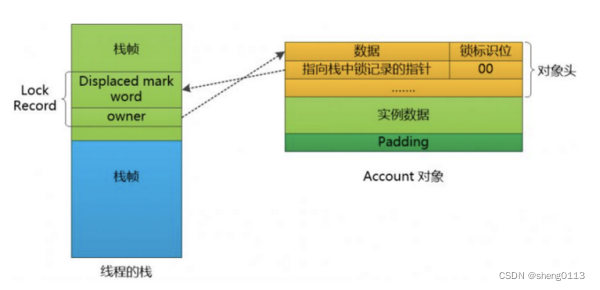 栈帧
Lock
Record
Displaced mark
word
owner
栈帧
线程的栈
数据 锁标识位
指向栈中锁记录的指针 00
.......
对象头
实例数据
Padding
Account 对象
CSDN @sheng0113